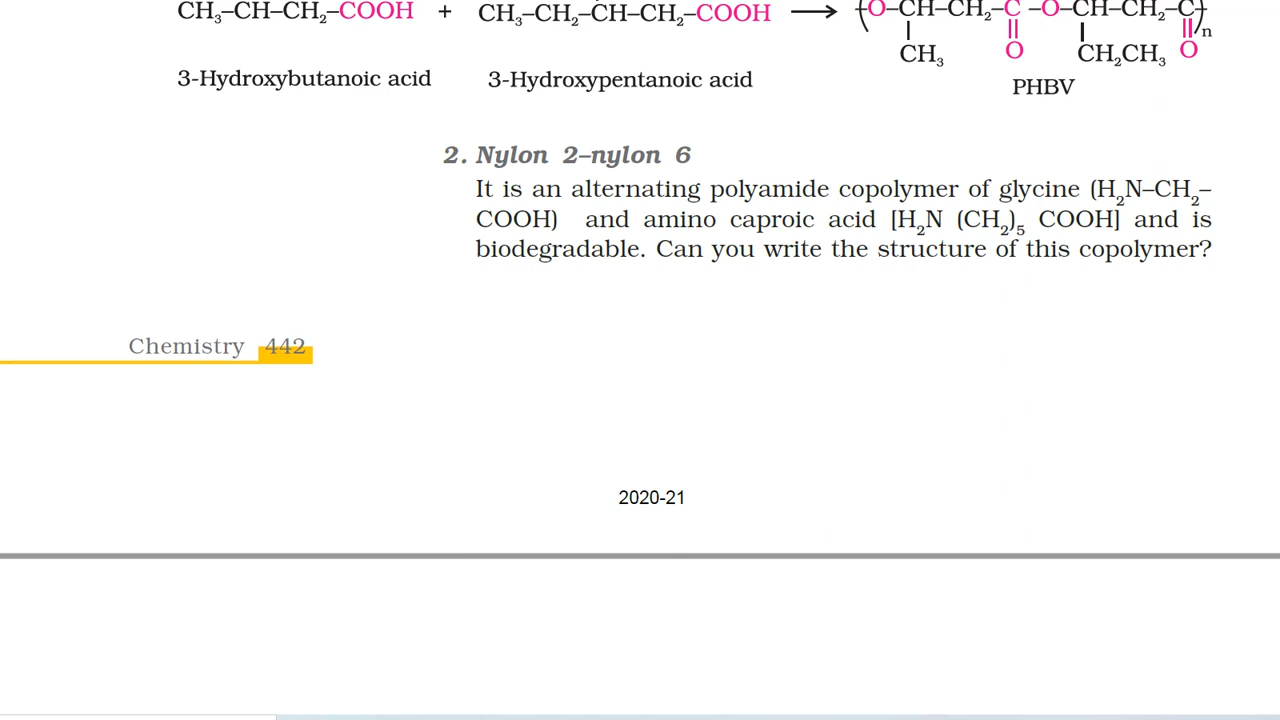 CH₃–CH–CH₂–COOH + CH₃–CH₂–CH–CH₂–COOH ⟶ (O–CH–CH₂–C–O–CH–CH₂–C)n
CH₃ O CH₂CH₃ O
3-Hydroxybutanoic acid 3-Hydroxypentanoic acid PHBV
2. Nylon 2–nylon 6
It is an alternating polyamide copolymer of glycine (H₂N–CH₂–
COOH) and amino caproic acid [H₂N (CH₂)₅ COOH] and is
biodegradable. Can you write the structure of this copolymer?
Chemistry 442
2020-21